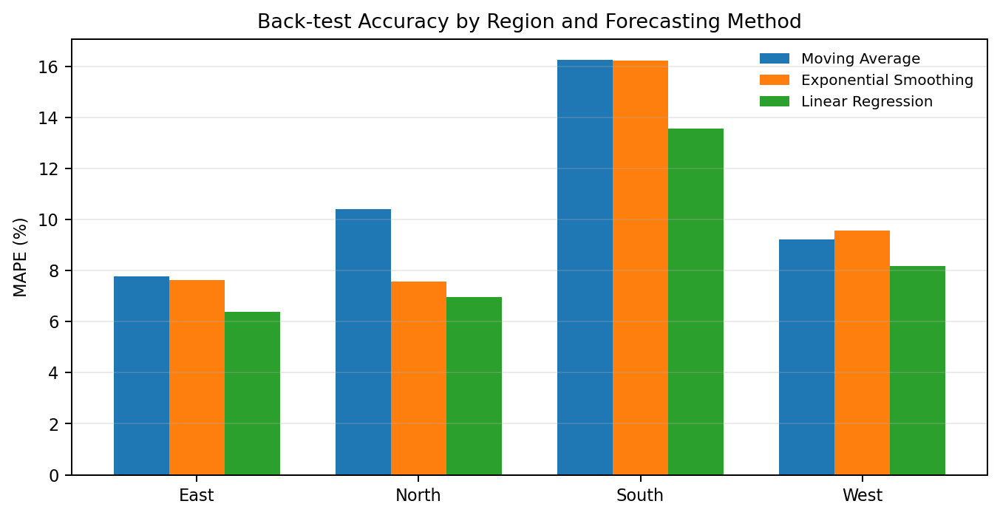 Back-test Accuracy by Region and Forecasting Method
Moving Average
Exponential Smoothing
Linear Regression
MAPE (%)
16
14
12
10
8
6
4
2
0
East North South West